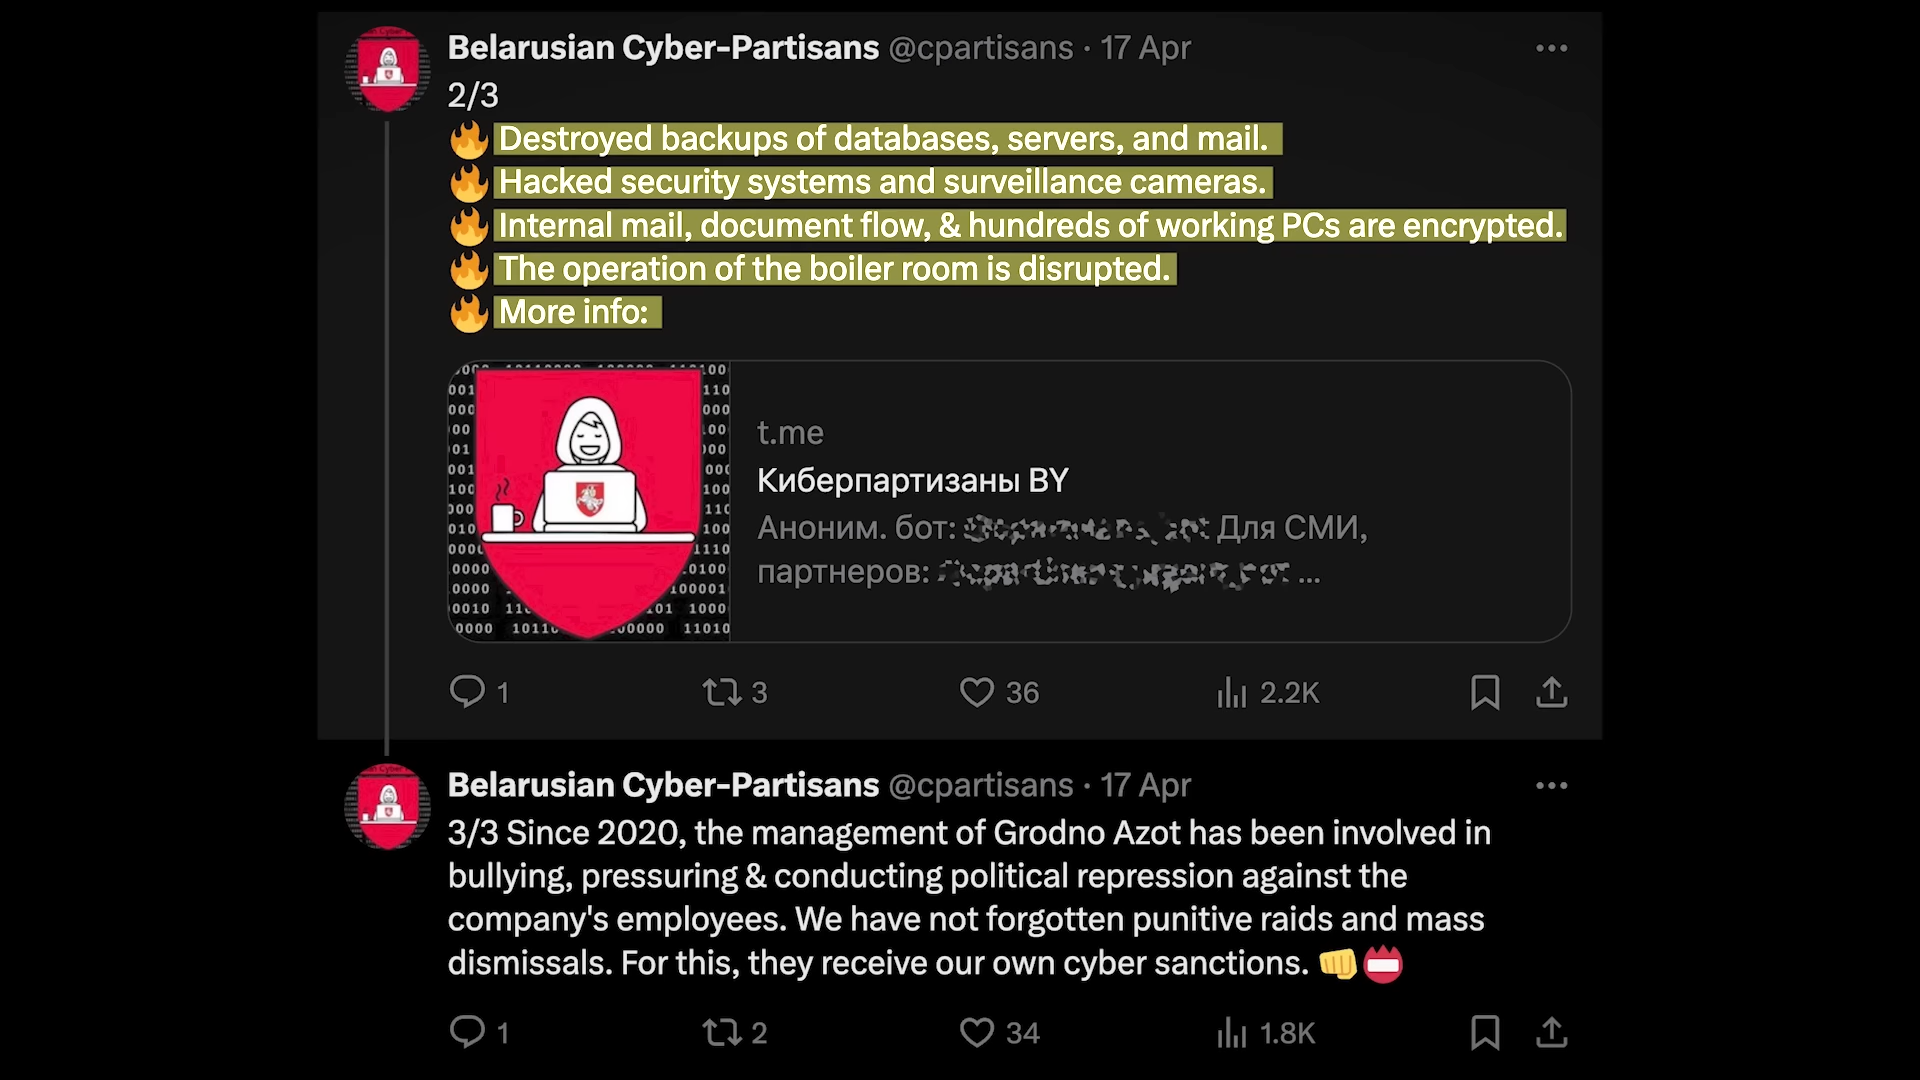 Belarusian Cyber-Partisans @cpartisans · 17 Apr
2/3
🔥 Destroyed backups of databases, servers, and mail.
🔥 Hacked security systems and surveillance cameras.
🔥 Internal mail, document flow, & hundreds of working PCs are encrypted.
🔥 The operation of the boiler room is disrupted.
🔥 More info:
t.me
Киберпартизаны BY
Аноним. бот: Для СМИ,
партнеров: ...
1 3 36 2.2K
Belarusian Cyber-Partisans @cpartisans · 17 Apr
3/3 Since 2020, the management of Grodno Azot has been involved in
bullying, pressuring & conducting political repression against the
company's employees. We have not forgotten punitive raids and mass
dismissals. For this, they receive our own cyber sanctions. 👊📛
1 2 34 1.8K